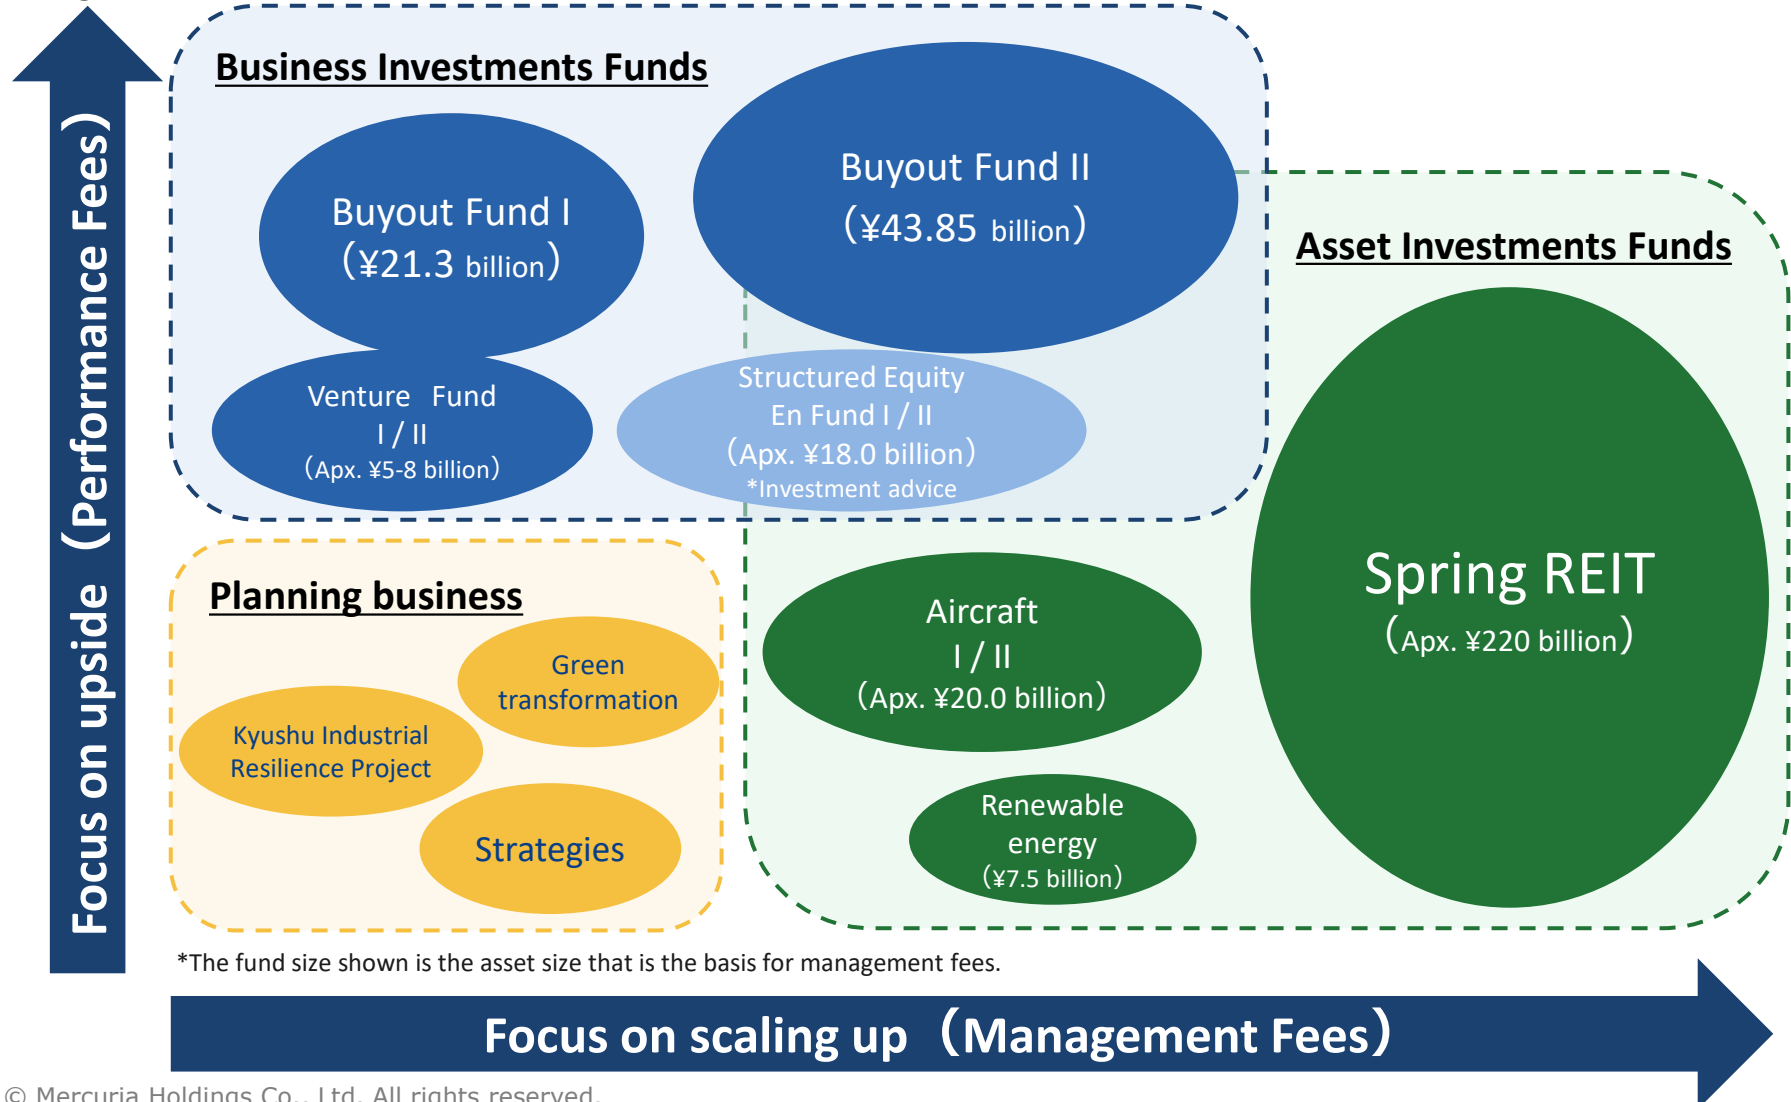 Business Investments Funds
Buyout Fund I
（¥21.3 billion）
Buyout Fund II
（¥43.85 billion）
Venture Fund
I / II
（Apx. ¥5-8 billion）
Structured Equity
En Fund I / II
（Apx. ¥18.0 billion）
*Investment advice
Asset Investments Funds
Spring REIT
（Apx. ¥220 billion）
Aircraft
I / II
（Apx. ¥20.0 billion）
Renewable
energy
（¥7.5 billion）
Planning business
Green
transformation
Kyushu Industrial
Resilience Project
Strategies
Focus on upside （Performance Fees）
*The fund size shown is the asset size that is the basis for management fees.
Focus on scaling up （Management Fees）
© Mercuria Holdings Co., Ltd. All rights reserved.